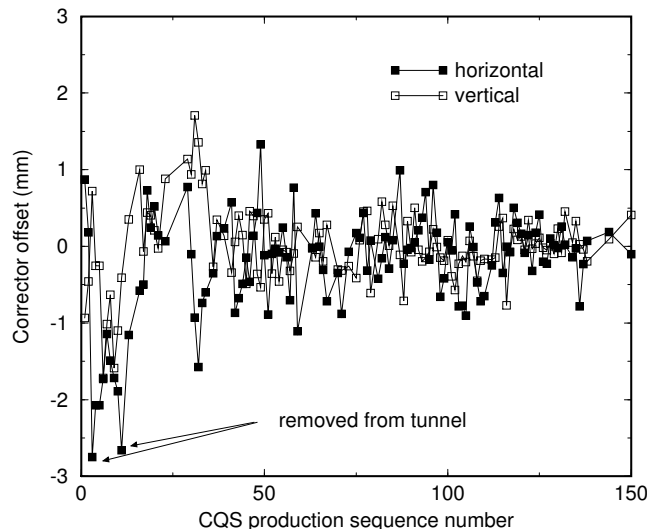 3
2
1
0
-1
-2
-3
0
50
100
150
Corrector offset (mm)
CQS production sequence number
horizontal
vertical
removed from tunnel